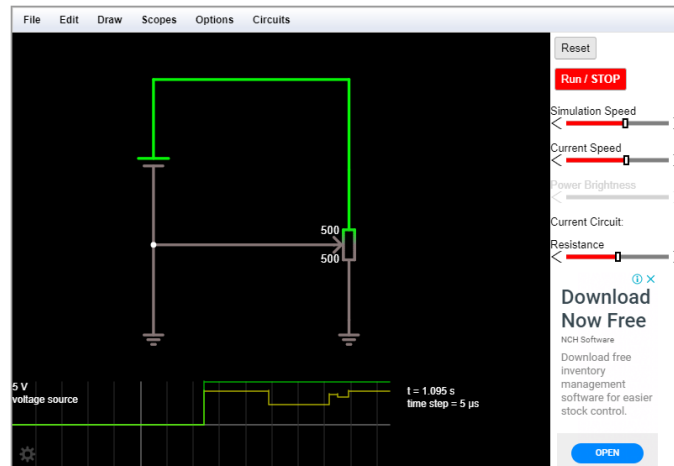 File Edit Draw Scopes Options Circuits
Reset
Run / STOP
Simulation Speed
Current Speed
Power Brightness
Current Circuit:
Resistance
500
500
5 V
voltage source
t = 1.095 s
time step = 5 μs
Download
Now Free
NCH Software
Download free
inventory
management
software for easier
stock control.
OPEN